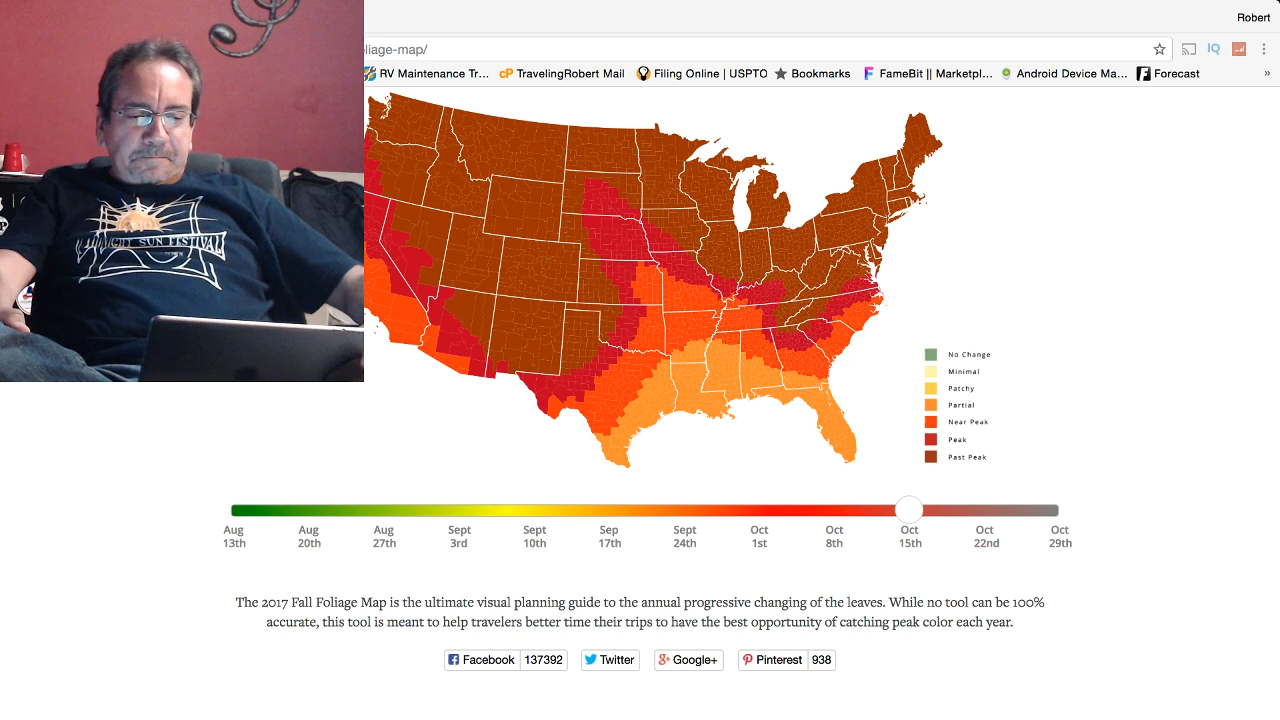 Robert
liage-map/
IQ
RV Maintenance Tr...
cP TravelingRobert Mail
Filing Online | USPTO
Bookmarks
F FameBit || Marketpl...
Android Device Ma...
F Forecast
»
SUN FESTIVAL
No Change
Minimal
Patchy
Partial
Near Peak
Peak
Past Peak
Aug 13th
Aug 20th
Aug 27th
Sept 3rd
Sept 10th
Sep 17th
Sept 24th
Oct 1st
Oct 8th
Oct 15th
Oct 22nd
Oct 29th
The 2017 Fall Foliage Map is the ultimate visual planning guide to the annual progressive changing of the leaves. While no tool can be 100%
accurate, this tool is meant to help travelers better time their trips to have the best opportunity of catching peak color each year.
Facebook 137392
Twitter
Google+
Pinterest 938